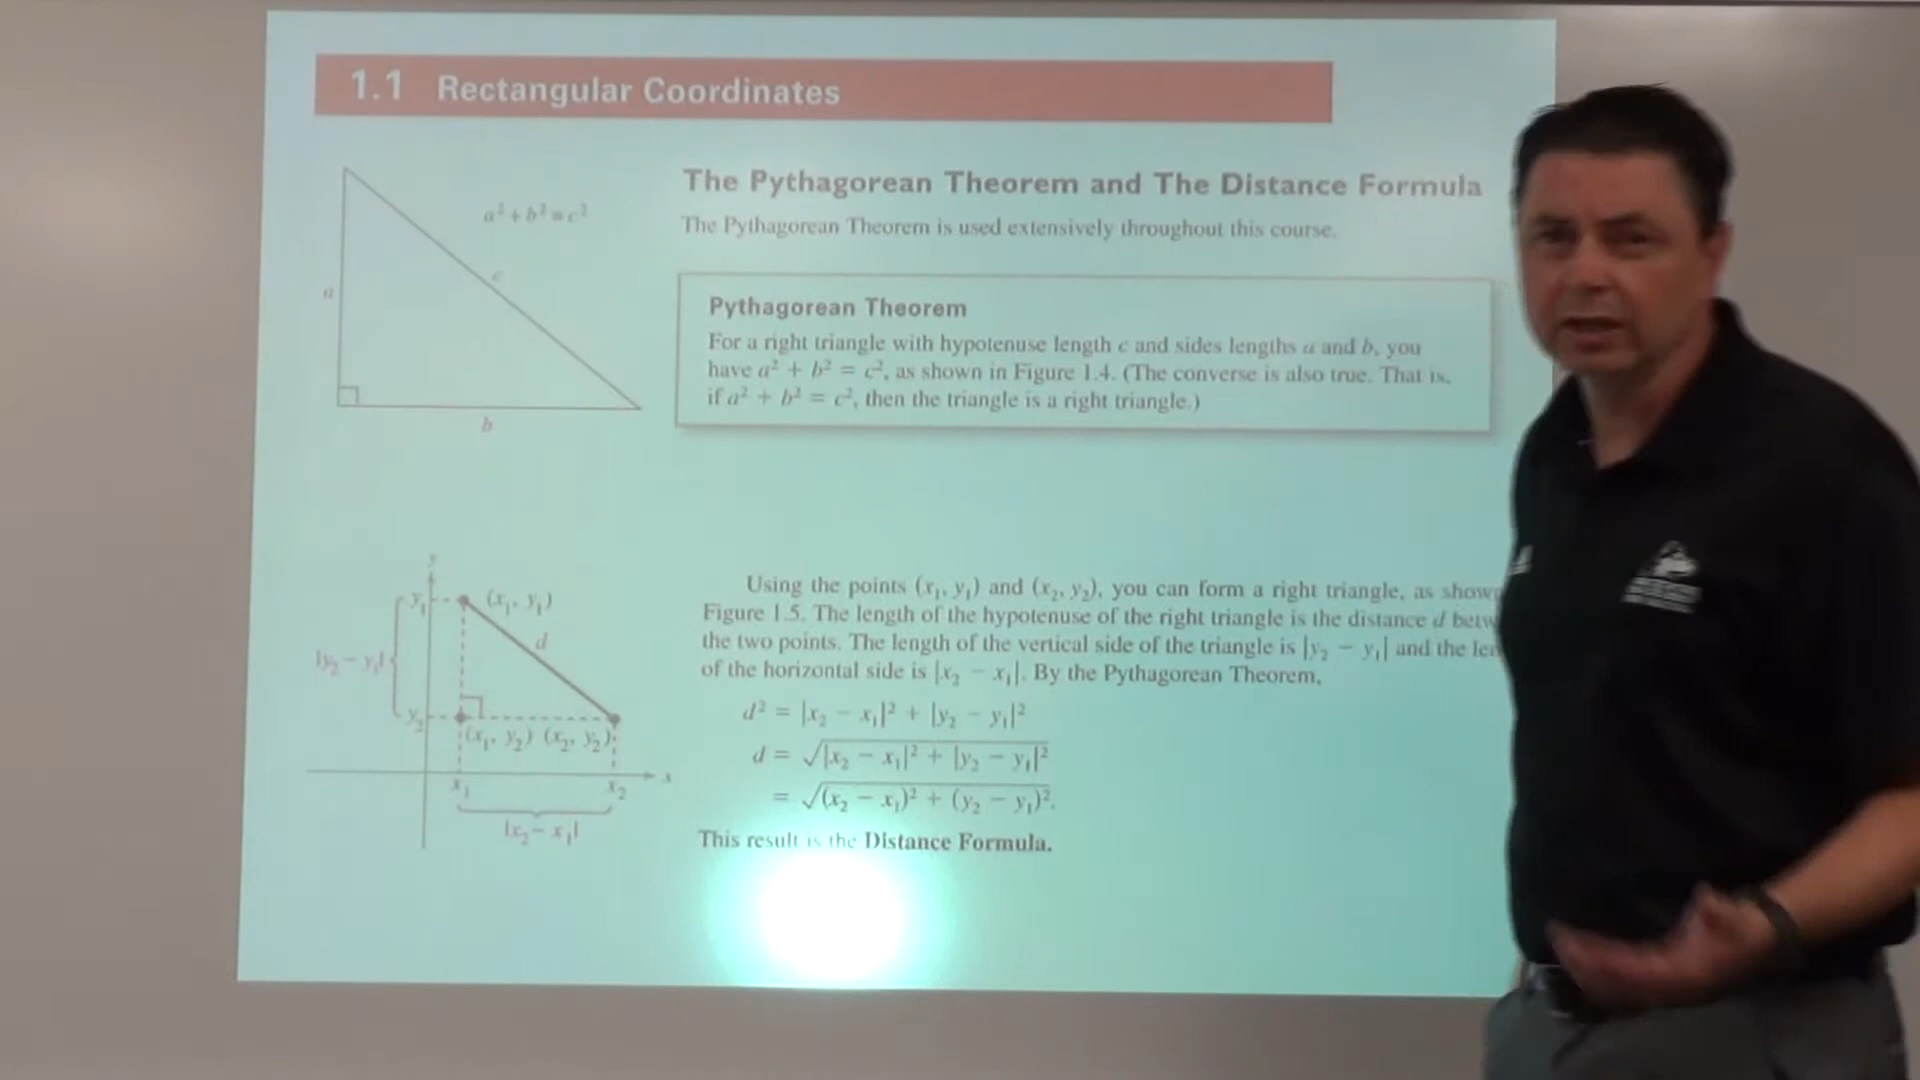 1.1 Rectangular Coordinates
a² + b² = c²
a
c
b
The Pythagorean Theorem and The Distance Formula
The Pythagorean Theorem is used extensively throughout this course.
Pythagorean Theorem
For a right triangle with hypotenuse length c and sides lengths a and b, you
have a² + b² = c², as shown in Figure 1.4. (The converse is also true. That is,
if a² + b² = c², then the triangle is a right triangle.)
y
y₁
(x₁, y₁)
d
|y₂ − y₁|
y₂
(x₁, y₂) (x₂, y₂)
x
x₁
x₂
|x₂ − x₁|
Using the points (x₁, y₁) and (x₂, y₂), you can form a right triangle, as show
Figure 1.5. The length of the hypotenuse of the right triangle is the distance d betw
the two points. The length of the vertical side of the triangle is |y₂ − y₁| and the len
of the horizontal side is |x₂ − x₁|. By the Pythagorean Theorem,
d² = |x₂ − x₁|² + |y₂ − y₁|²
d = √|x₂ − x₁|² + |y₂ − y₁|²
= √(x₂ − x₁)² + (y₂ − y₁)².
This result is the Distance Formula.